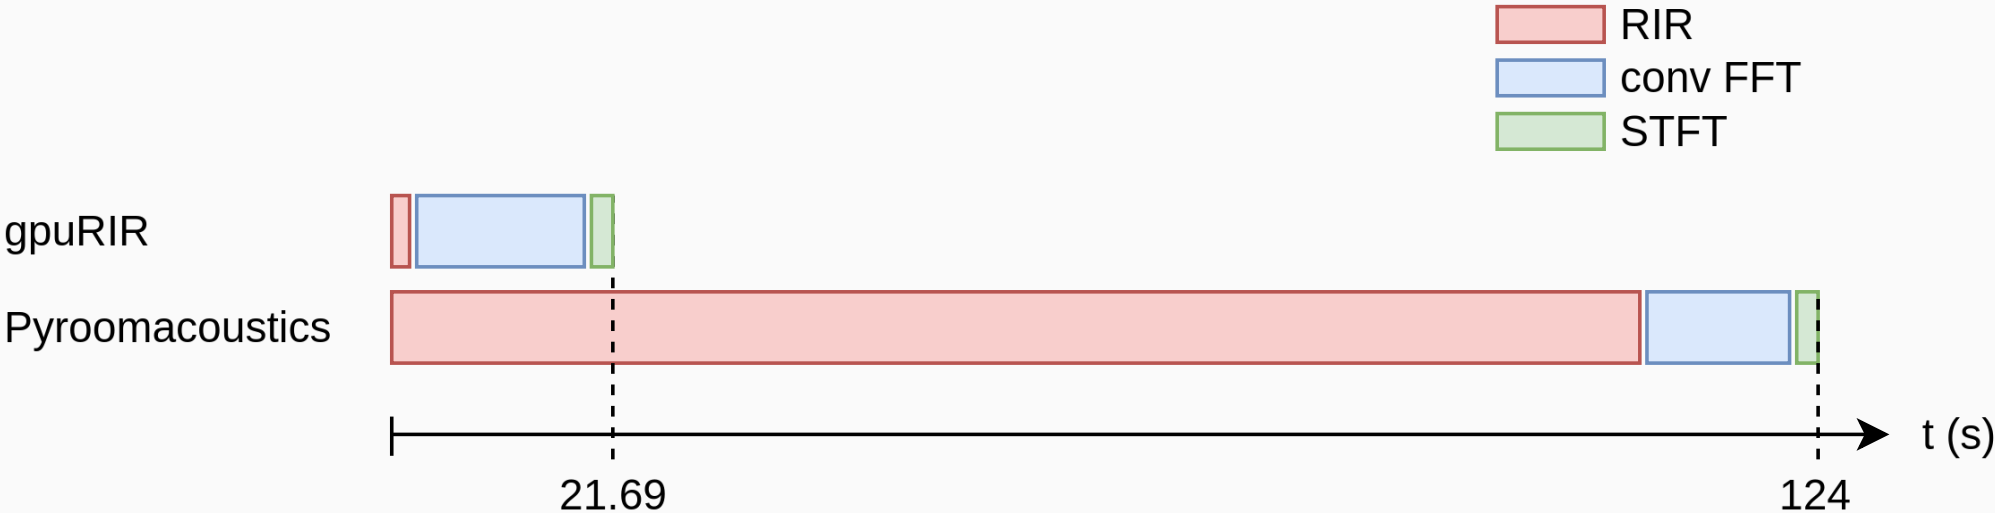 RIR
conv FFT
STFT
gpuRIR
Pyroomacoustics
t (s)
21.69
124